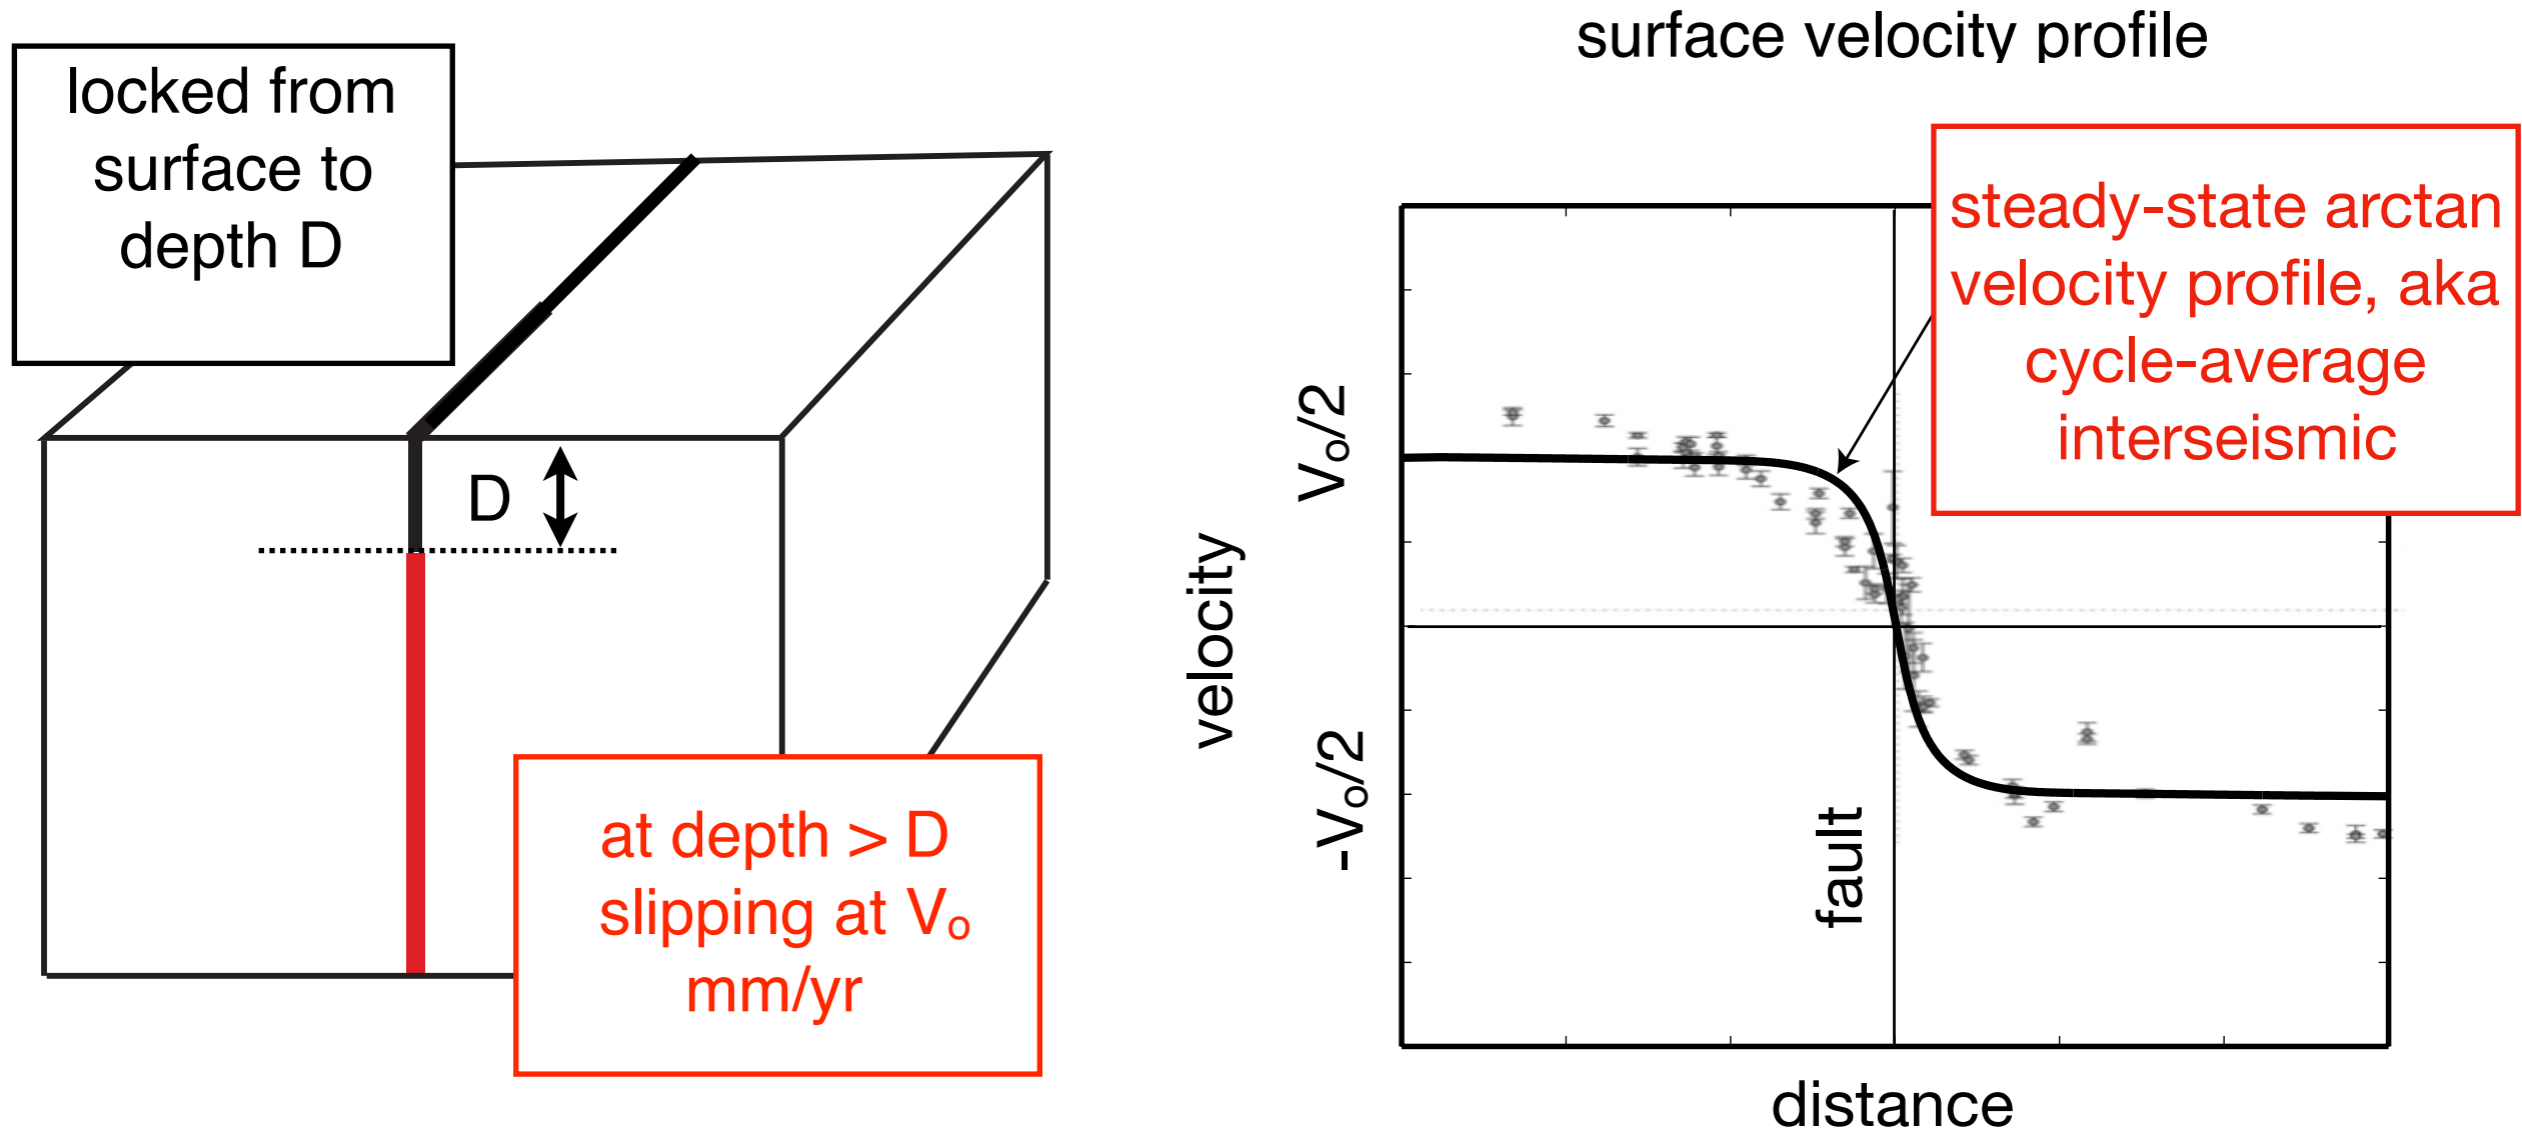 locked from
surface to
depth D
D
at depth > D
slipping at Vo
mm/yr
surface velocity profile
steady-state arctan
velocity profile, aka
cycle-average
interseismic
Vo/2
velocity
-Vo/2
fault
distance